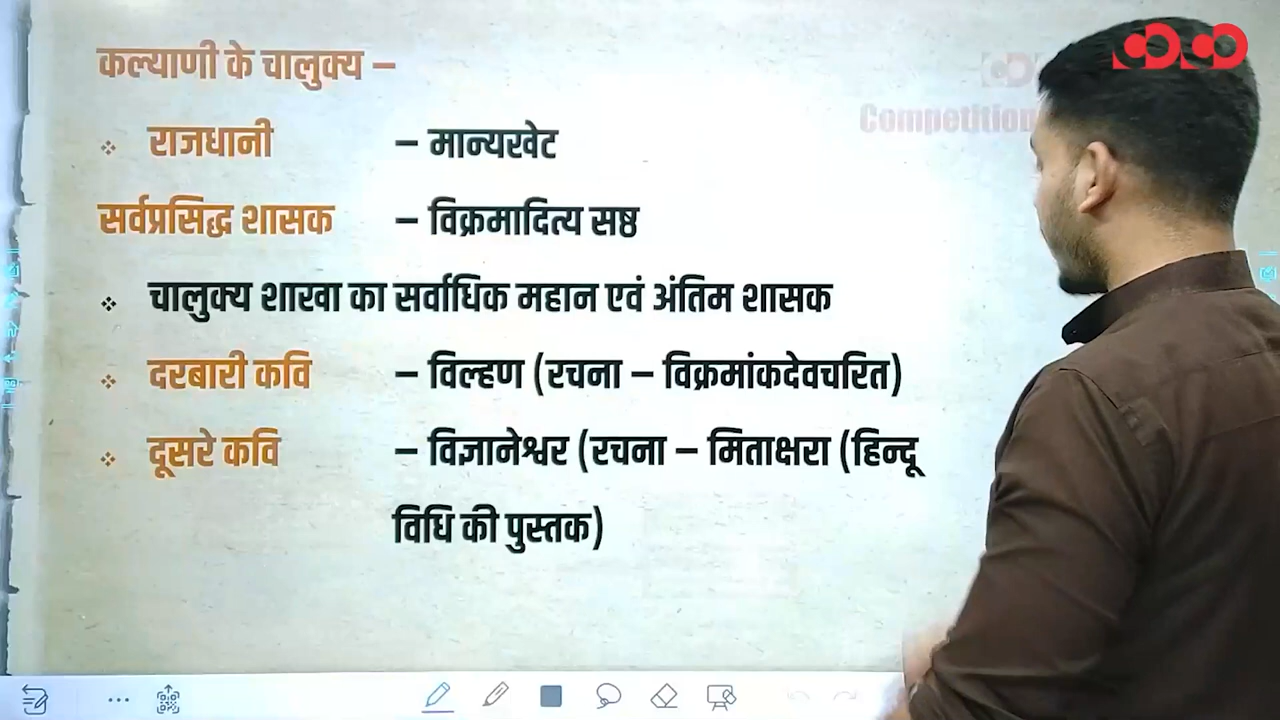 कल्याणी के चालुक्य –
Competition
राजधानी – मान्यखेट
सर्वप्रसिद्ध शासक – विक्रमादित्य सष्ठ
चालुक्य शाखा का सर्वाधिक महान एवं अंतिम शासक
दरबारी कवि – विल्हण (रचना – विक्रमांकदेवचरित)
दूसरे कवि – विज्ञानेश्वर (रचना – मिताक्षरा (हिन्दू
विधि की पुस्तक)